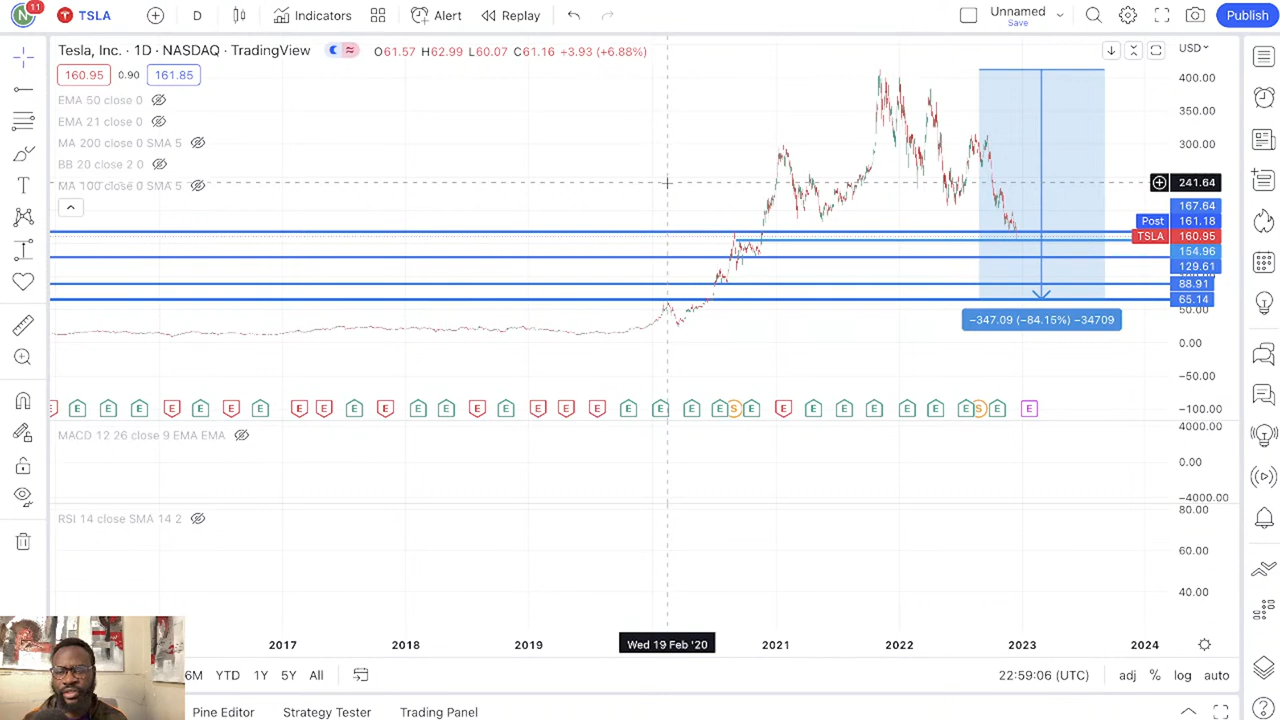 N 11 TSLA D Indicators Alert Replay Unnamed Save Publish
Tesla, Inc. · 1D · NASDAQ · TradingView O61.57 H62.99 L60.07 C61.16 +3.93 (+6.88%) USD
160.95 0.90 161.85
400.00
EMA 50 close 0
350.00
EMA 21 close 0
MA 200 close 0 SMA 5
300.00
BB 20 close 2 0
MA 100 close 0 SMA 5
241.64
167.64
Post 161.18
TSLA 160.95
154.96
129.61
88.91
65.14
50.00
−347.09 (−84.15%) −34709
0.00
−50.00
E E E E E E E E E E E E E E E E E E E E E E E S E E E E E E E E S E E
−100.00
4000.00
MACD 12 26 close 9 EMA EMA
0.00
−4000.00
80.00
RSI 14 close SMA 14 2
60.00
40.00
2017 2018 2019 Wed 19 Feb '20 2021 2022 2023 2024
6M YTD 1Y 5Y All 22:59:06 (UTC) adj % log auto
Pine Editor Strategy Tester Trading Panel